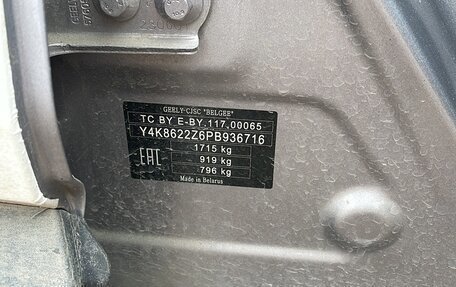 GEELY-CJSC "BELGEE"
TC BY E-BY.117.00065
Y4K8622Z6PB936716
1715 kg
EAC 919 kg
796 kg
Made in Belarus